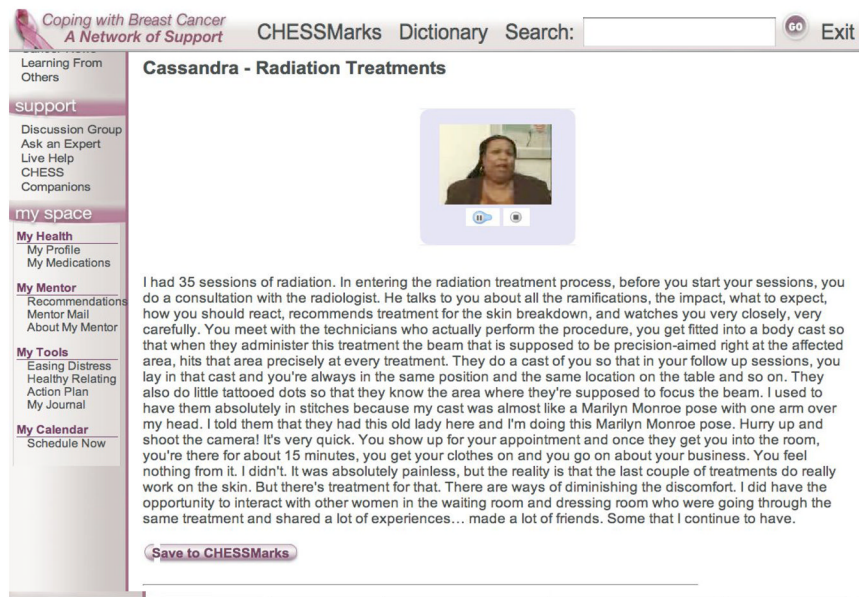 Coping with Breast Cancer
A Network of Support
CHESSMarks Dictionary Search: GO Exit
Learning From
Others
support
Discussion Group
Ask an Expert
Live Help
CHESS
Companions
my space
My Health
My Profile
My Medications
My Mentor
Recommendations
Mentor Mail
About My Mentor
My Tools
Easing Distress
Healthy Relating
Action Plan
My Journal
My Calendar
Schedule Now
Cassandra - Radiation Treatments
I had 35 sessions of radiation. In entering the radiation treatment process, before you start your sessions, you
do a consultation with the radiologist. He talks to you about all the ramifications, the impact, what to expect,
how you should react, recommends treatment for the skin breakdown, and watches you very closely, very
carefully. You meet with the technicians who actually perform the procedure, you get fitted into a body cast so
that when they administer this treatment the beam that is supposed to be precision-aimed right at the affected
area, hits that area precisely at every treatment. They do a cast of you so that in your follow up sessions, you
lay in that cast and you're always in the same position and the same location on the table and so on. They
also do little tattooed dots so that they know the area where they're supposed to focus the beam. I used to
have them absolutely in stitches because my cast was almost like a Marilyn Monroe pose with one arm over
my head. I told them that they had this old lady here and I'm doing this Marilyn Monroe pose. Hurry up and
shoot the camera! It's very quick. You show up for your appointment and once they get you into the room,
you're there for about 15 minutes, you get your clothes on and you go on about your business. You feel
nothing from it. I didn't. It was absolutely painless, but the reality is that the last couple of treatments do really
work on the skin. But there's treatment for that. There are ways of diminishing the discomfort. I did have the
opportunity to interact with other women in the waiting room and dressing room who were going through the
same treatment and shared a lot of experiences… made a lot of friends. Some that I continue to have.
Save to CHESSMarks